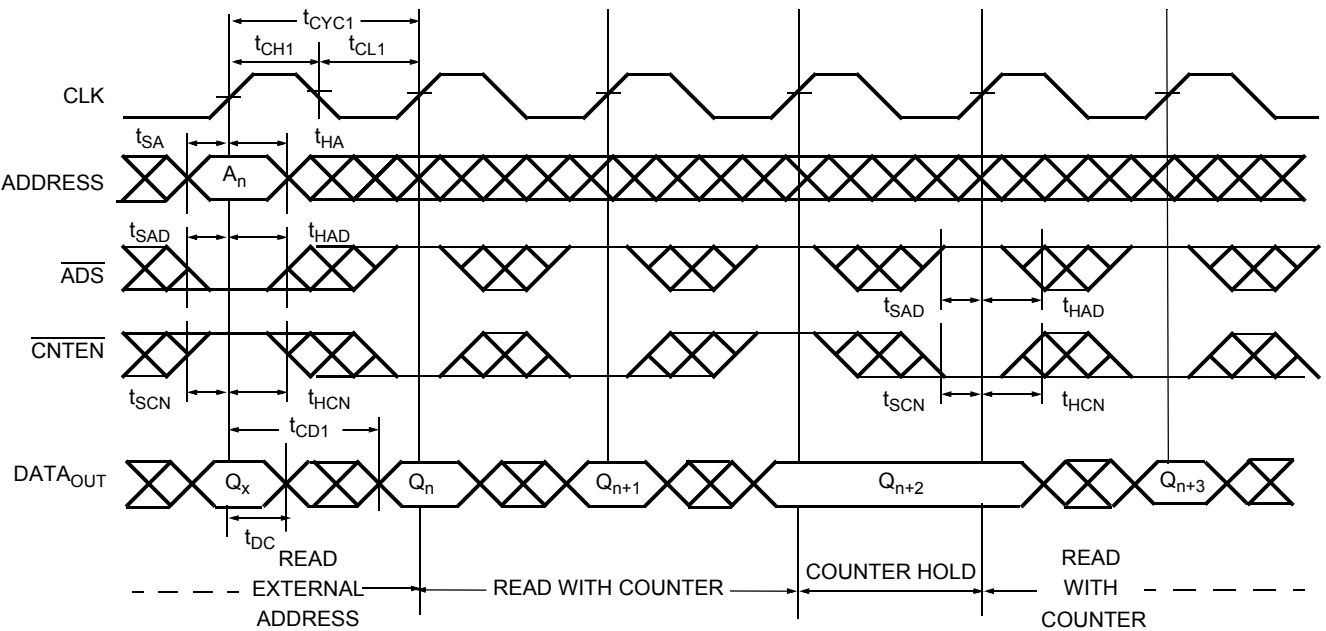 tCYC1
tCH1 tCL1
CLK
tSA tHA
ADDRESS An
tSAD tHAD
ADS
tSAD tHAD
CNTEN
tSCN tHCN tSCN tHCN
tCD1
DATAOUT Qx Qn Qn+1 Qn+2 Qn+3
tDC
READ EXTERNAL ADDRESS
READ WITH COUNTER
COUNTER HOLD
READ WITH COUNTER